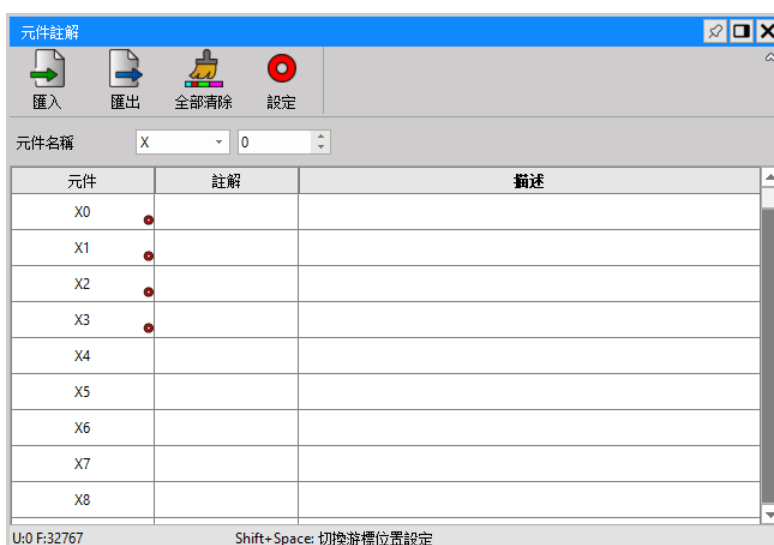 元件註解
匯入 匯出 全部清除 設定
元件名稱 X 0
元件 註解 描述
X0
X1
X2
X3
X4
X5
X6
X7
X8
U:0 F:32767 Shift+Space: 切換游標位置設定